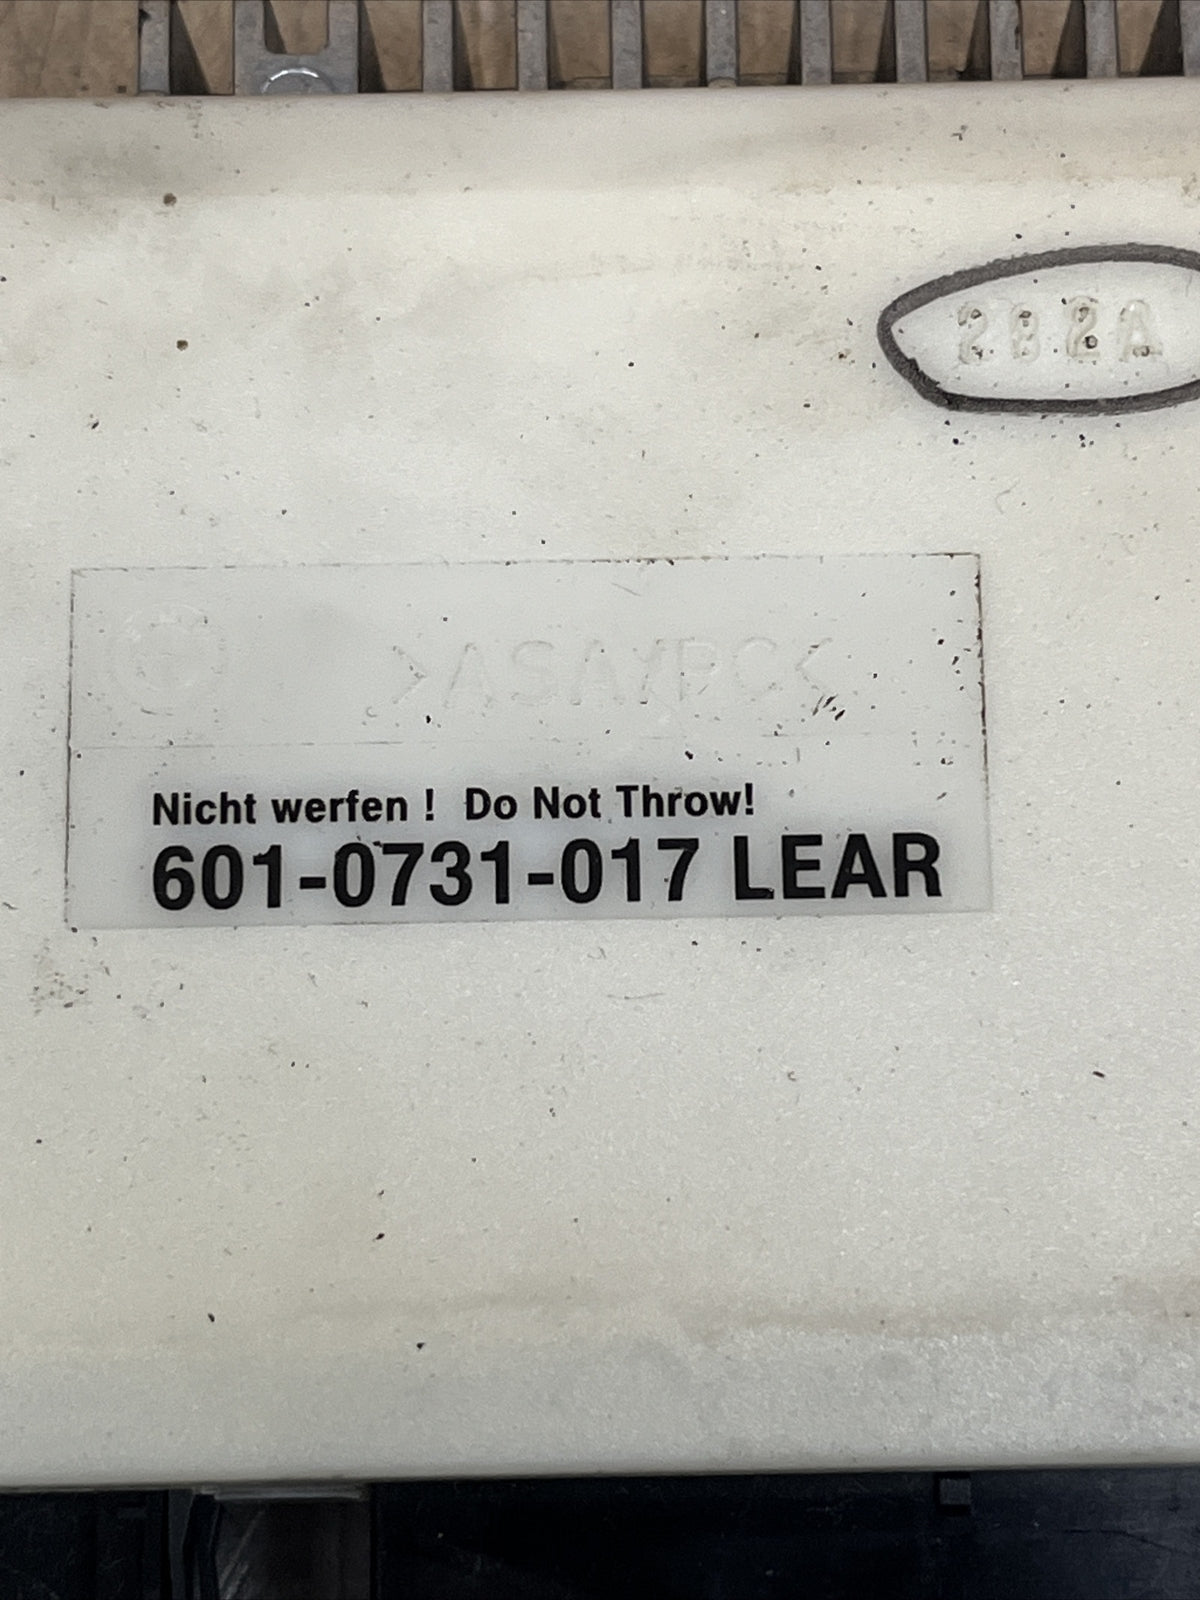 Nicht werfen ! Do Not Throw!
601-0731-017 LEAR